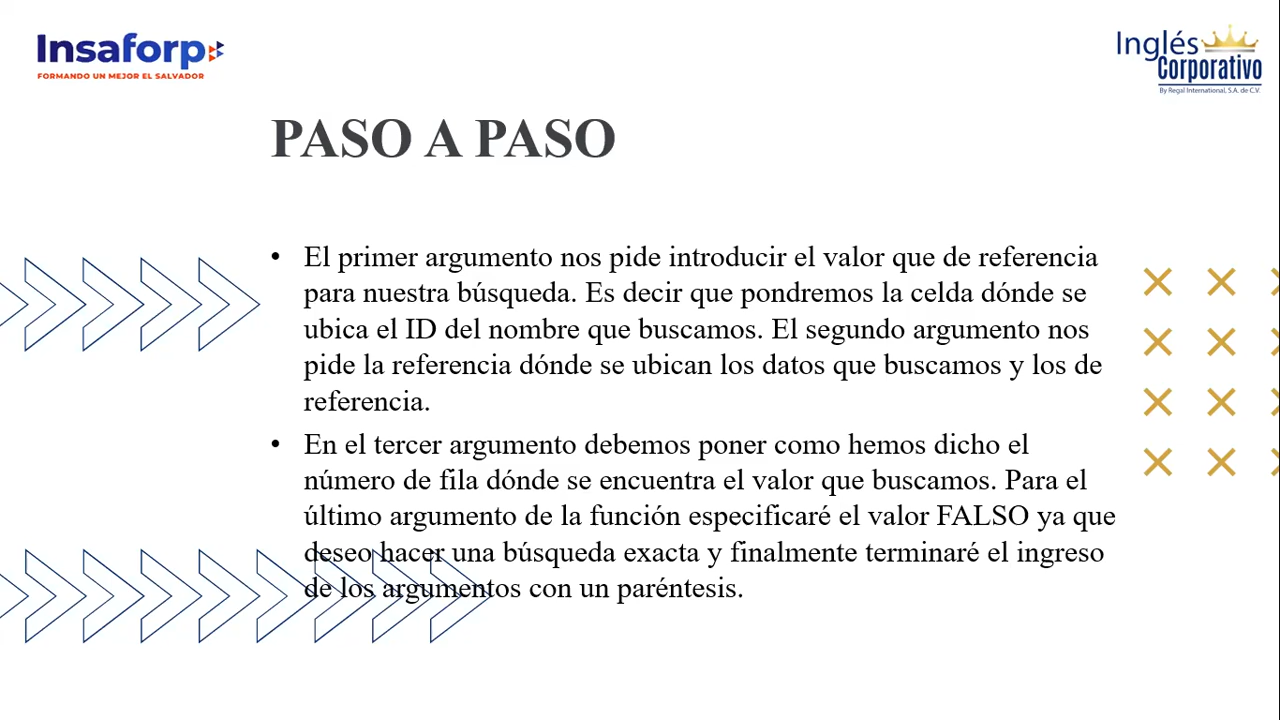 Insaforp
FORMANDO UN MEJOR EL SALVADOR
Inglés
Corporativo
By Regal International, S.A. de C.V.
PASO A PASO
• El primer argumento nos pide introducir el valor que de referencia
para nuestra búsqueda. Es decir que pondremos la celda dónde se
ubica el ID del nombre que buscamos. El segundo argumento nos
pide la referencia dónde se ubican los datos que buscamos y los de
referencia.
• En el tercer argumento debemos poner como hemos dicho el
número de fila dónde se encuentra el valor que buscamos. Para el
último argumento de la función especificaré el valor FALSO ya que
deseo hacer una búsqueda exacta y finalmente terminaré el ingreso
de los argumentos con un paréntesis.